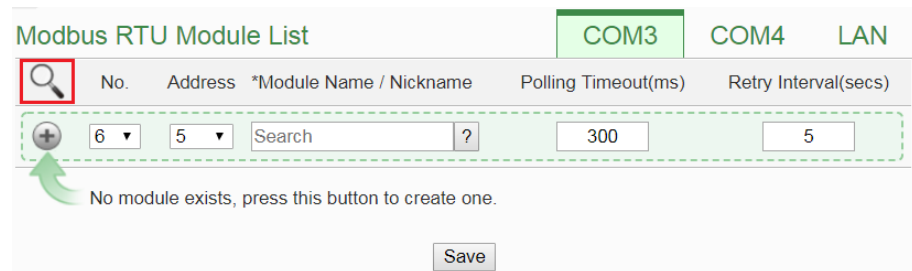 Modbus RTU Module List COM3 COM4 LAN
No. Address *Module Name / Nickname Polling Timeout(ms) Retry Interval(secs)
6 5 Search ? 300 5
No module exists, press this button to create one.
Save